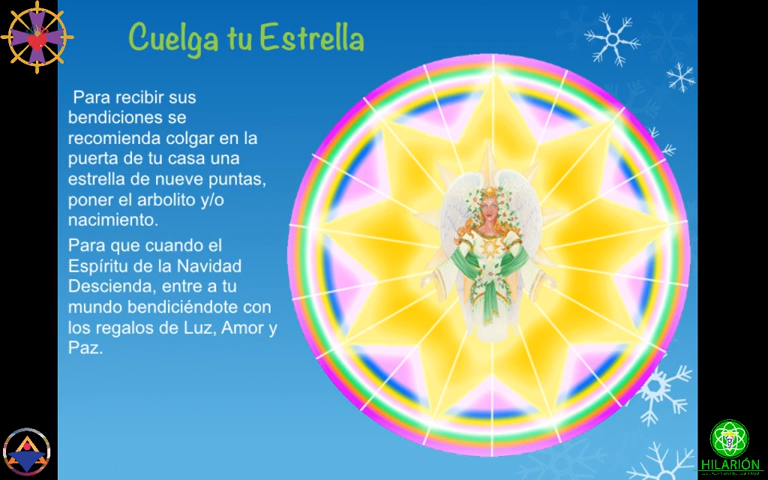 Cuelga tu Estrella
Para recibir sus
bendiciones se
recomienda colgar en la
puerta de tu casa una
estrella de nueve puntas,
poner el arbolito y/o
nacimiento.
Para que cuando el
Espíritu de la Navidad
Descienda, entre a tu
mundo bendiciéndote con
los regalos de Luz, Amor y
Paz.
HILARIÓN